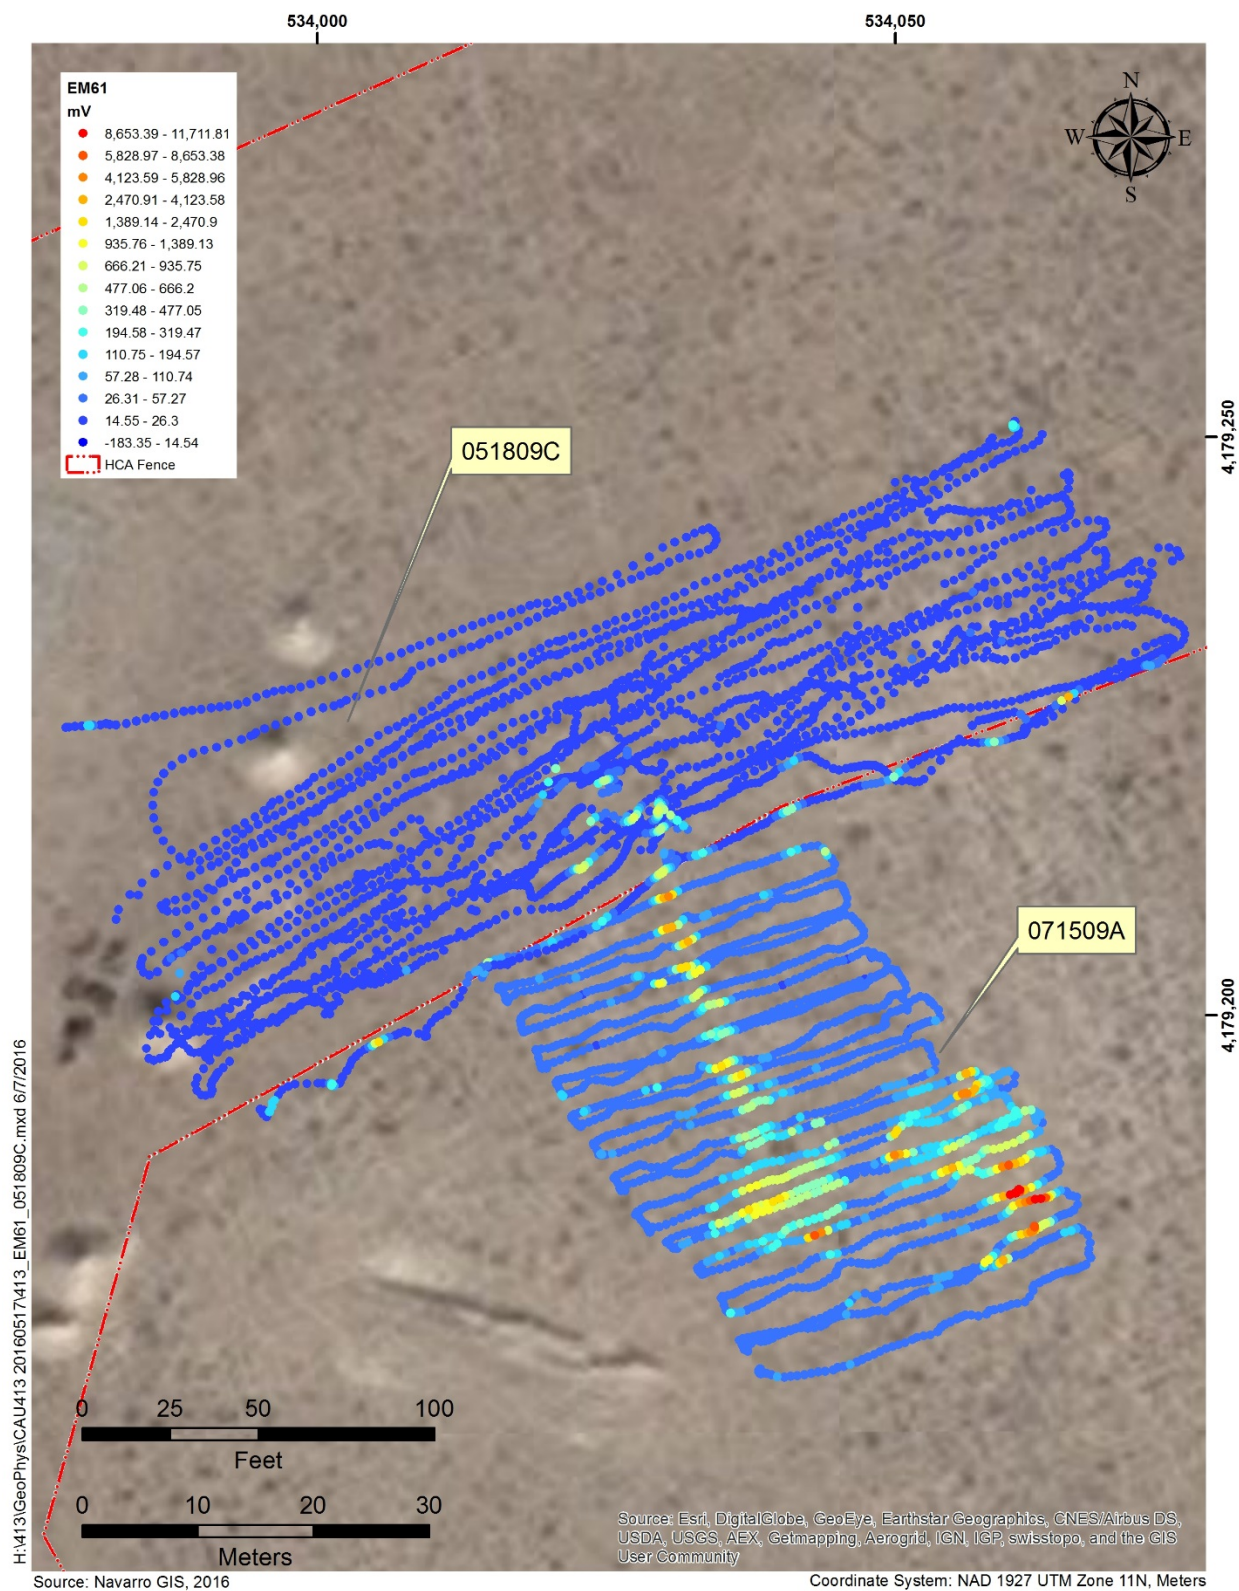 534,000
534,050
EM61
mV
8,653.39 - 11,711.81
5,828.97 - 8,653.38
4,123.59 - 5,828.96
2,470.91 - 4,123.58
1,389.14 - 2,470.9
935.76 - 1,389.13
666.21 - 935.75
477.06 - 666.2
319.48 - 477.05
194.58 - 319.47
110.75 - 194.57
57.28 - 110.74
26.31 - 57.27
14.55 - 26.3
-183.35 - 14.54
HCA Fence
N
W E
S
4,179,250
051809C
071509A
4,179,200
H:\413\GeoPhys\CAU413 20160517\413_EM61_051809C.mxd 6/7/2016
0 25 50 100
Feet
0 10 20 30
Meters
Source: Esri, DigitalGlobe, GeoEye, Earthstar Geographics, CNES/Airbus DS,
USDA, USGS, AEX, Getmapping, Aerogrid, IGN, IGP, swisstopo, and the GIS
User Community
Source: Navarro GIS, 2016
Coordinate System: NAD 1927 UTM Zone 11N, Meters